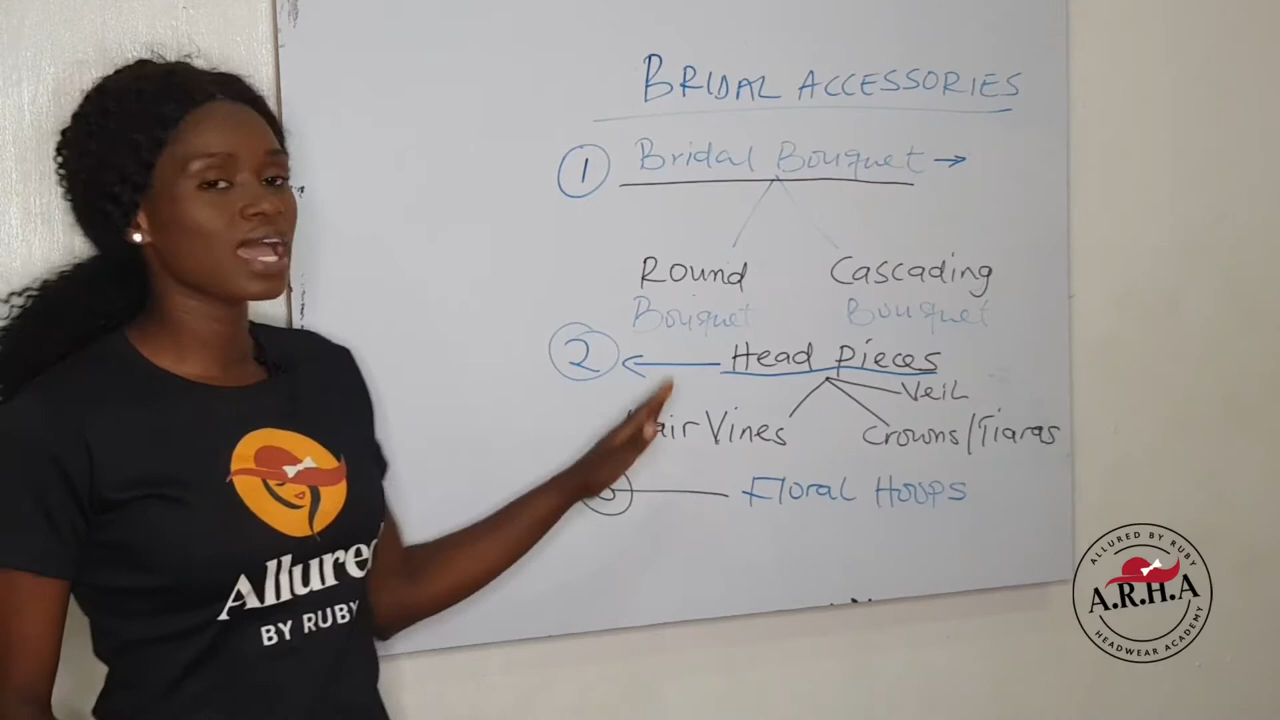 BRIDAL ACCESSORIES
1 Bridal Bouquet →
Round Cascading
Bouquet Bouquet
2 ← Head pieces
Veil
air Vines Crowns/Tiaras
Floral Hoops
Allured
BY RUBY
ALLURED BY RUBY
A.R.H.A
HEADWEAR ACADEMY